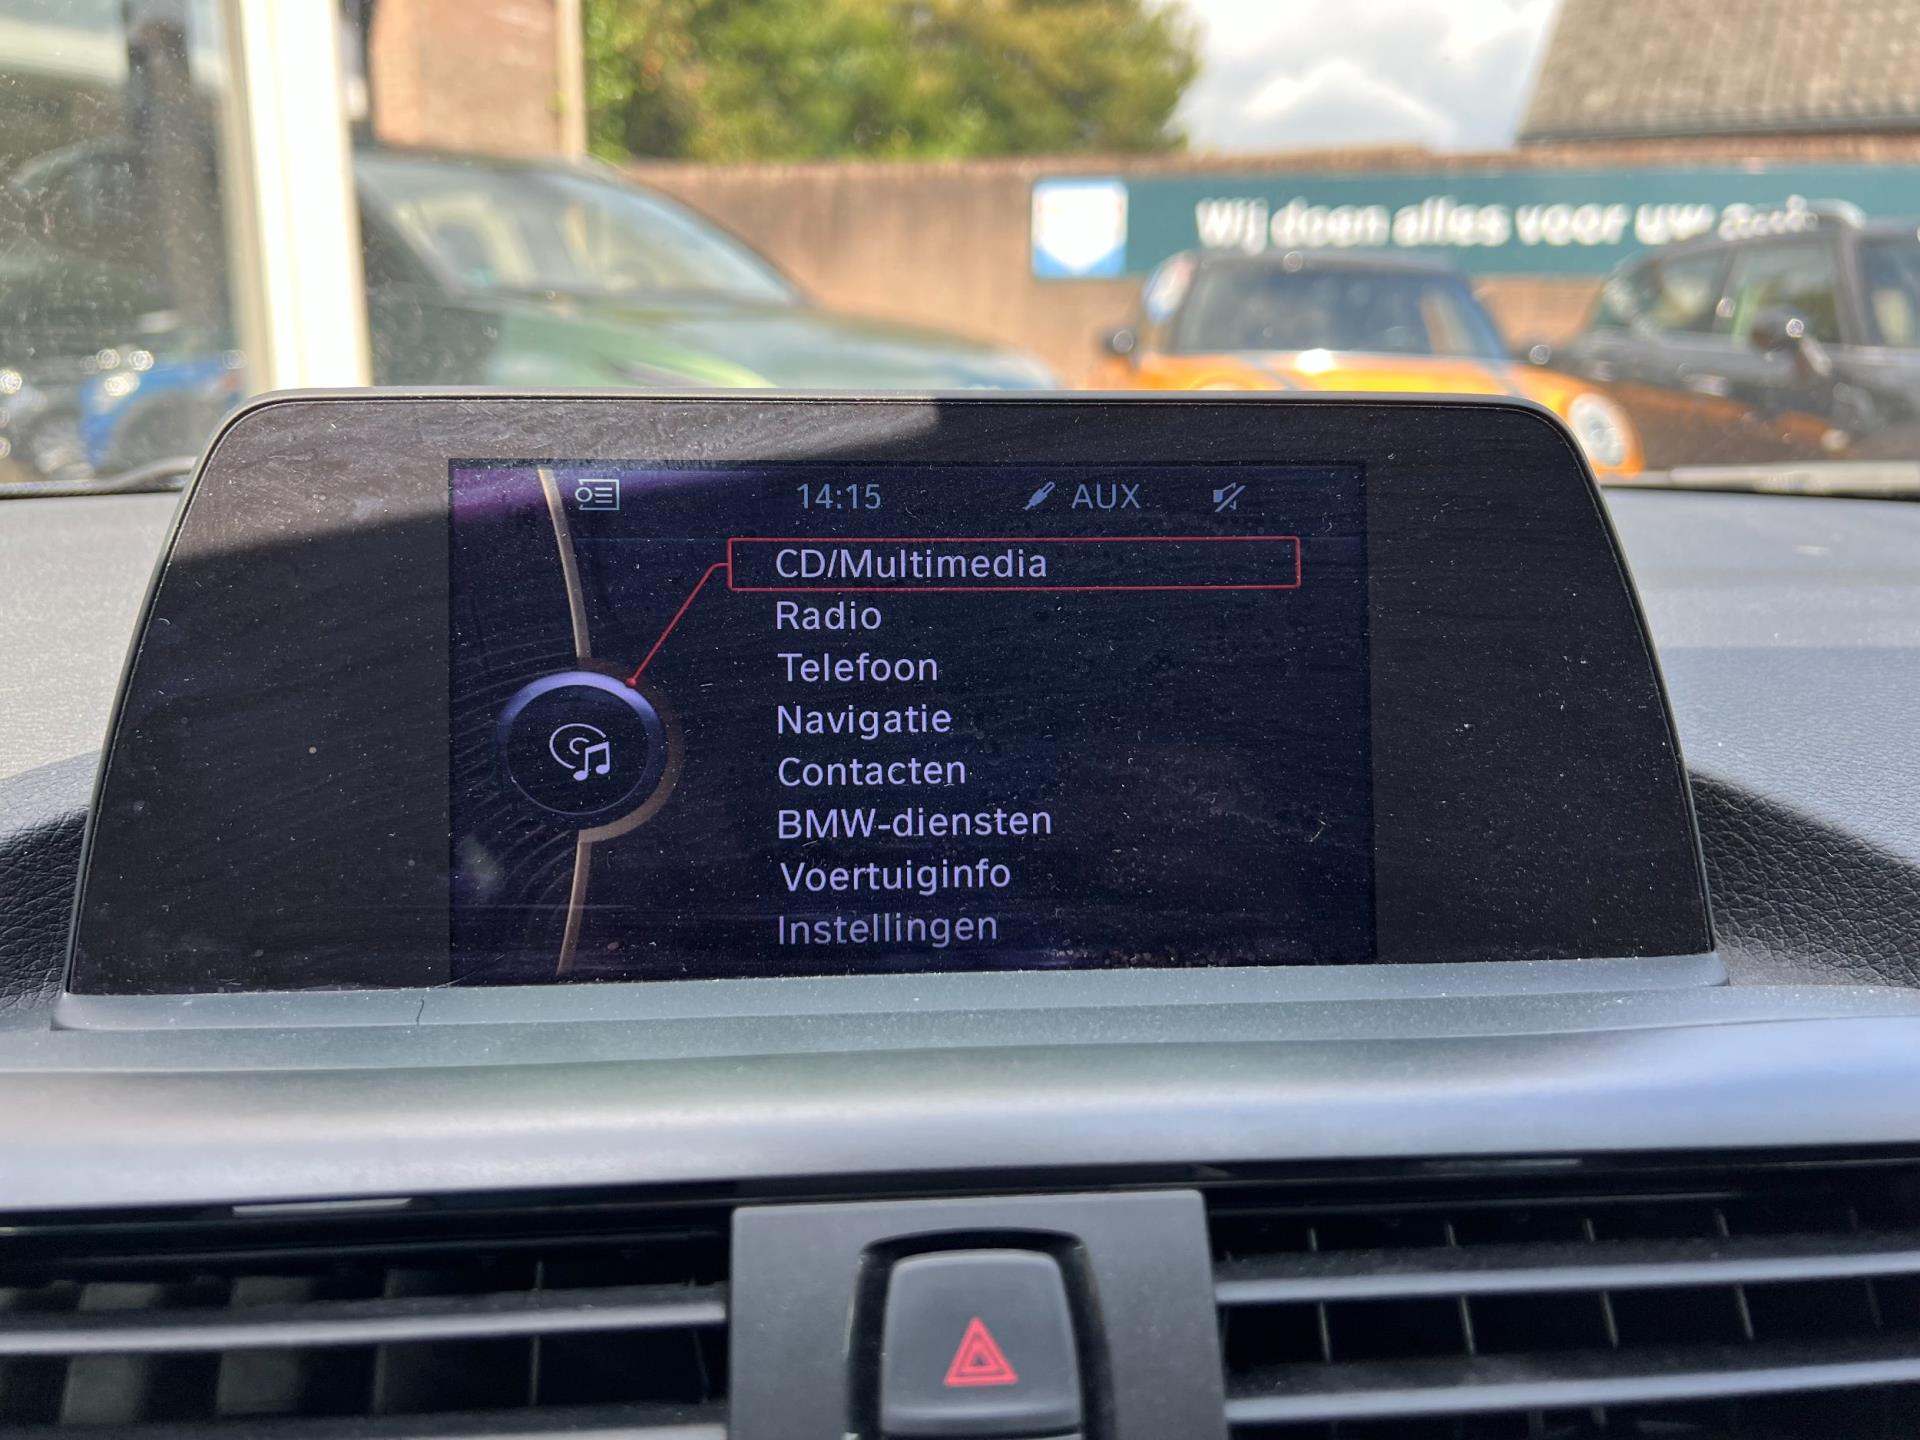 Wij doen alles voor uw
14:15 AUX
CD/Multimedia
Radio
Telefoon
Navigatie
Contacten
BMW-diensten
Voertuiginfo
Instellingen